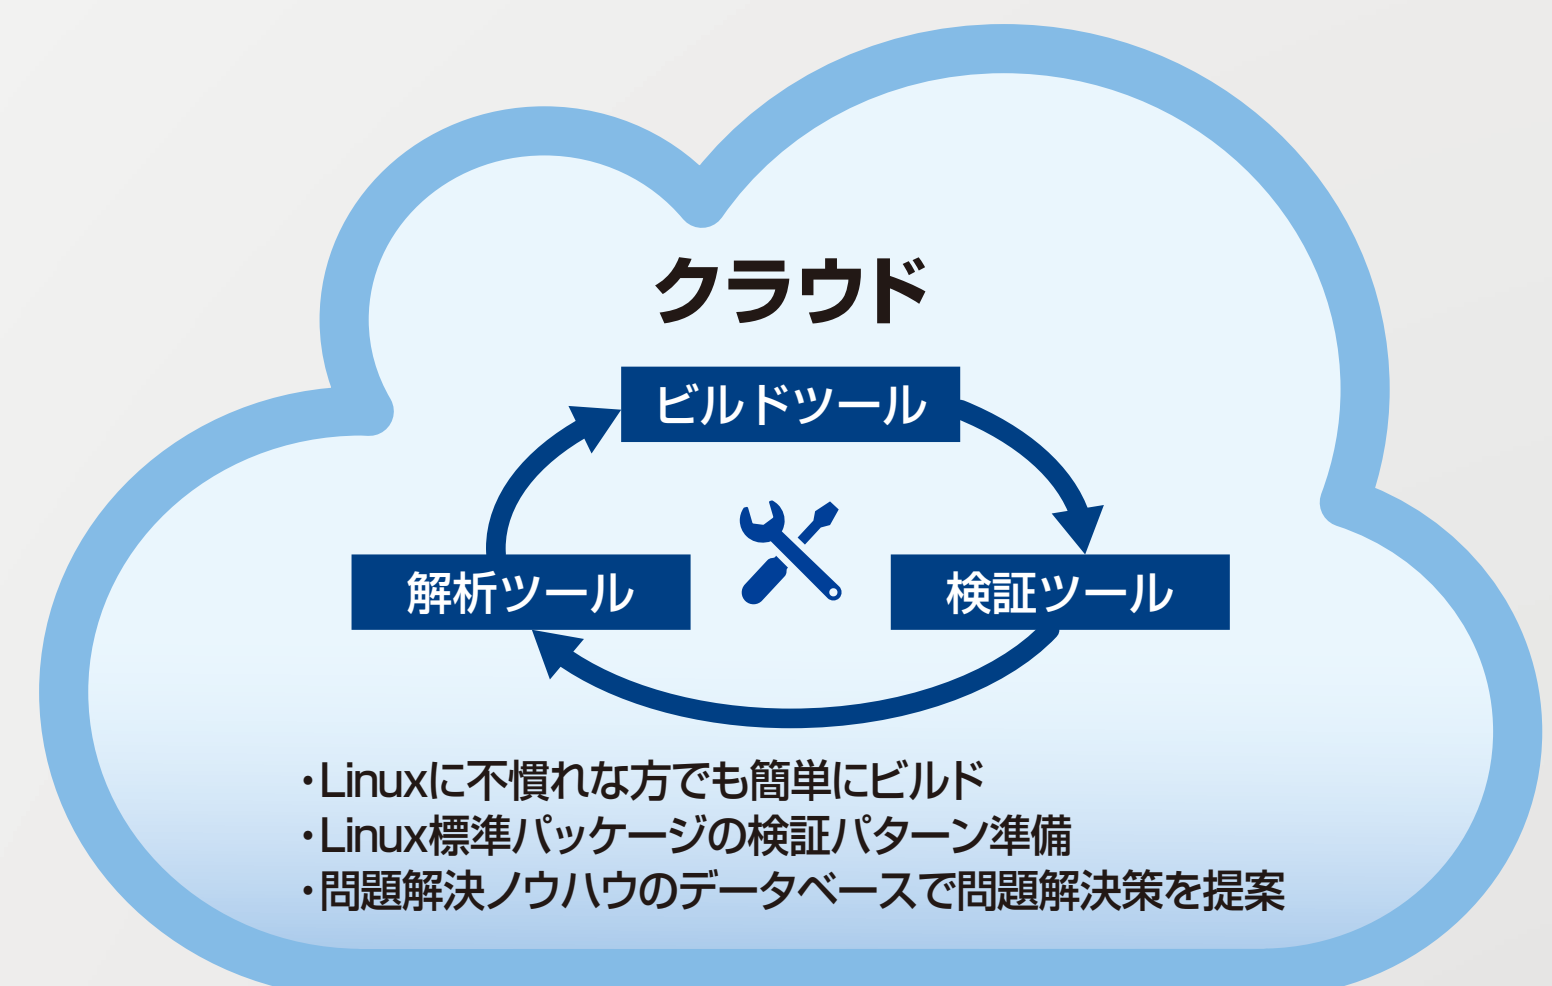 クラウド
ビルドツール
解析ツール
検証ツール
・Linuxに不慣れな方でも簡単にビルド
・Linux標準パッケージの検証パターン準備
・問題解決ノウハウのデータベースで問題解決策を提案